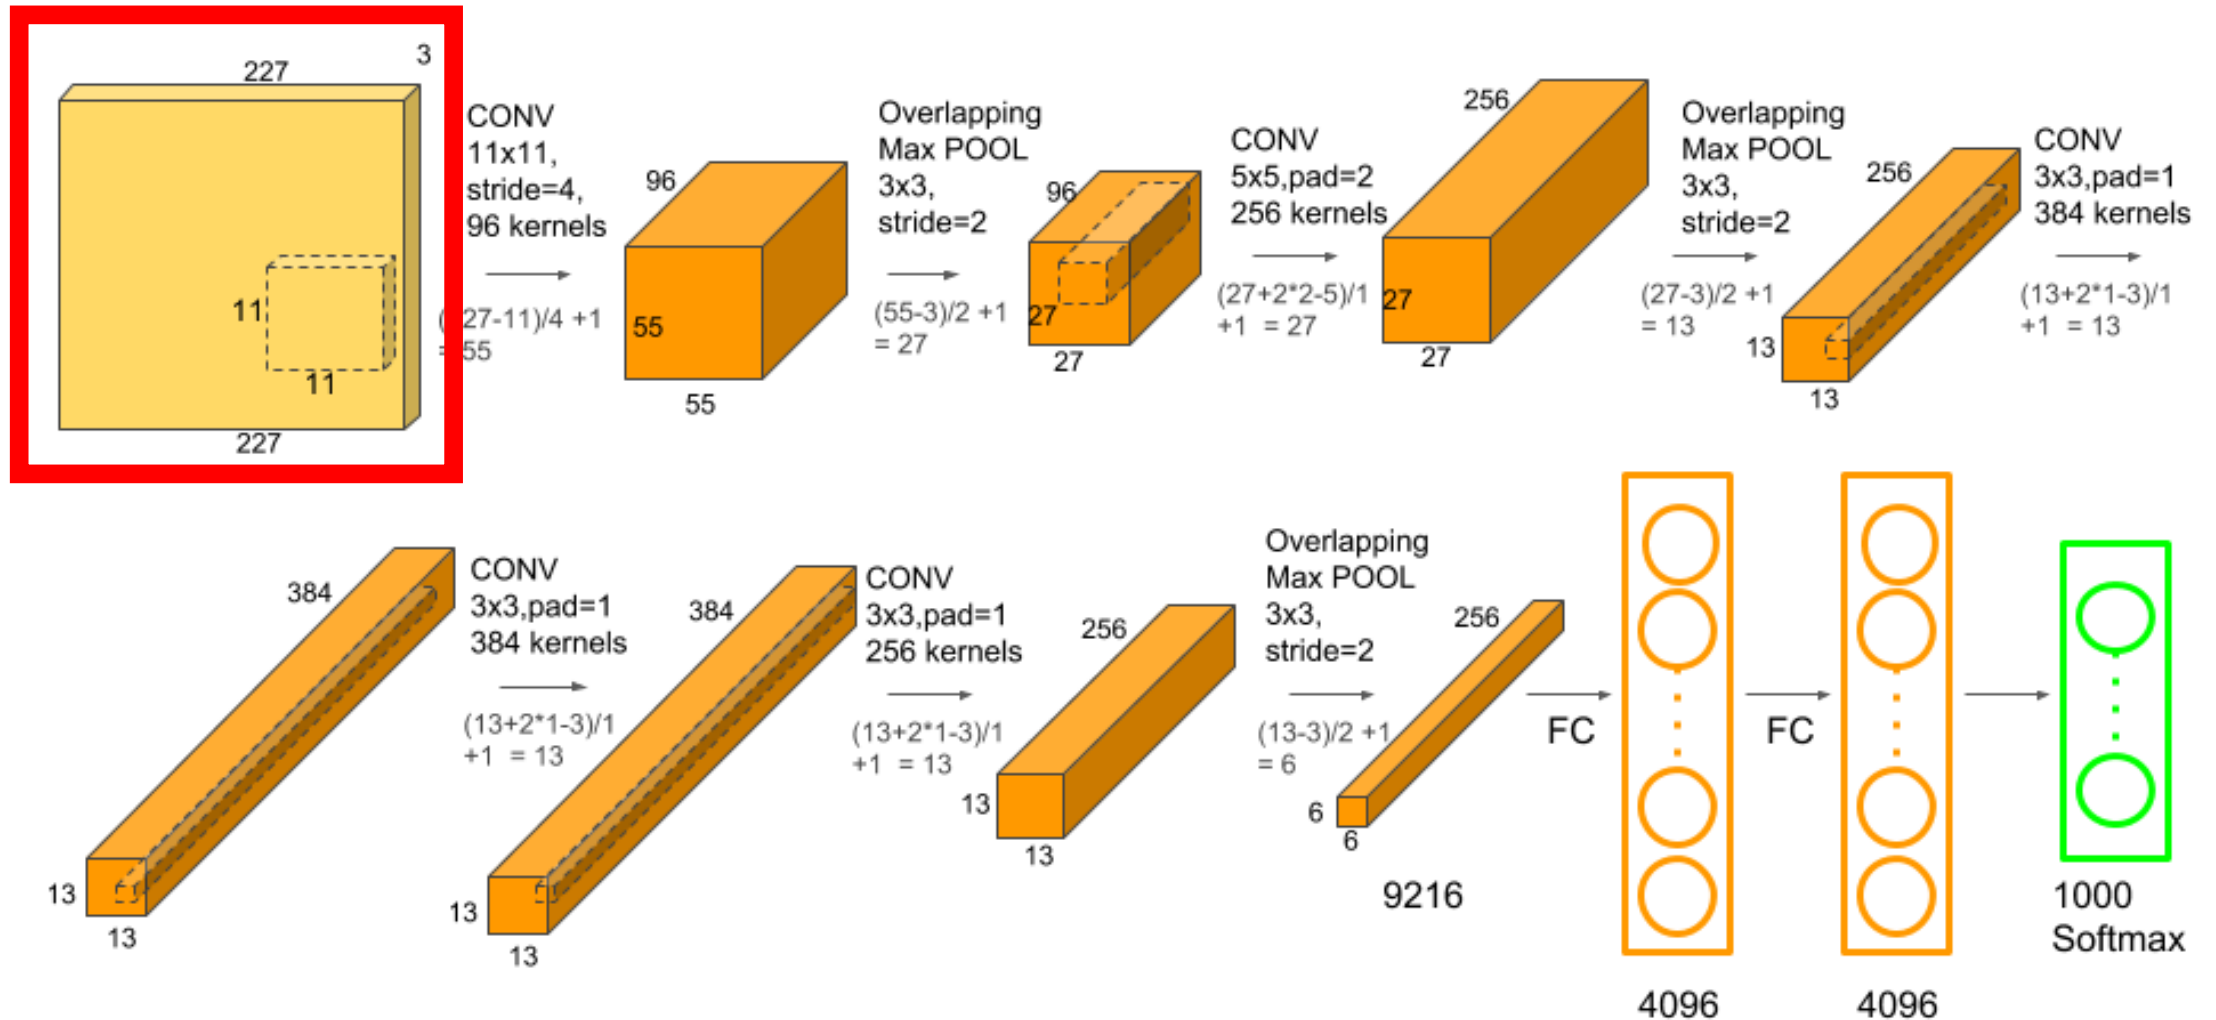 3
227
11
11
227
CONV
11x11,
stride=4,
96 kernels
27-11)/4 +1
55
96
55
55
Overlapping
Max POOL
3x3,
stride=2
(55-3)/2 +1
= 27
96
27
27
CONV
5x5,pad=2
256 kernels
(27+2*2-5)/1
+1 = 27
256
27
27
Overlapping
Max POOL
3x3,
stride=2
(27-3)/2 +1
= 13
256
13
13
CONV
3x3,pad=1
384 kernels
(13+2*1-3)/1
+1 = 13
384
13
13
CONV
3x3,pad=1
384 kernels
(13+2*1-3)/1
+1 = 13
384
13
13
CONV
3x3,pad=1
256 kernels
(13+2*1-3)/1
+1 = 13
256
13
13
Overlapping
Max POOL
3x3,
stride=2
(13-3)/2 +1
= 6
256
6
6
9216
FC
4096
FC
4096
1000
Softmax